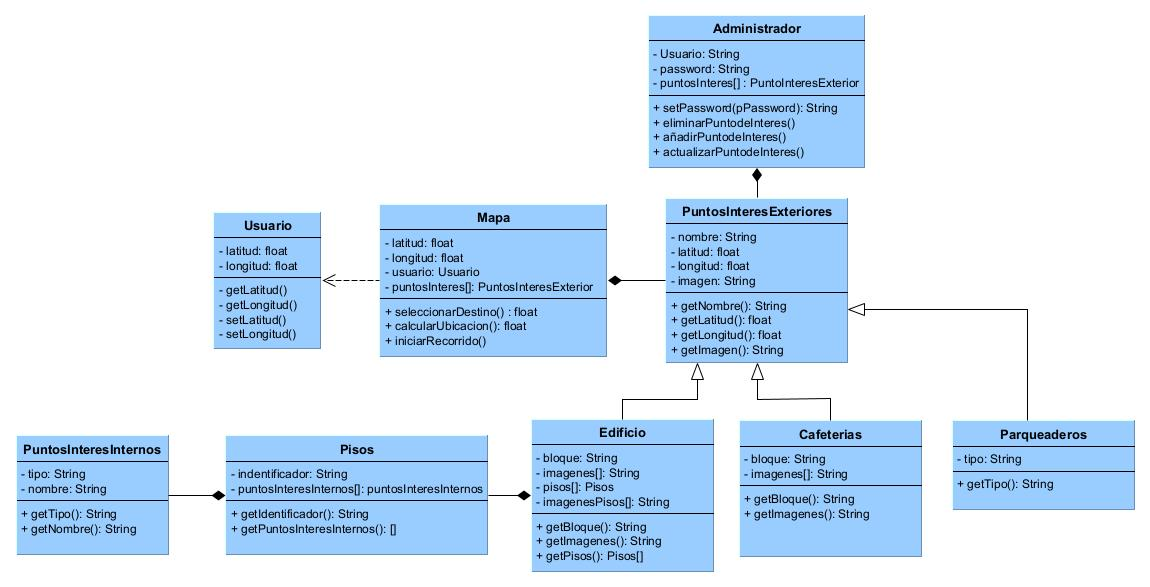 Administrador
- Usuario: String
- password: String
- puntosInteres[] : PuntoInteresExterior
+ setPassword(pPassword): String
+ eliminarPuntodeInteres()
+ añadirPuntodeInteres()
+ actualizarPuntodeInteres()
Usuario
- latitud: float
- longitud: float
- getLatitud()
- getLongitud()
- setLatitud()
- setLongitud()
Mapa
- latitud: float
- longitud: float
- usuario: Usuario
- puntosInteres[]: PuntosInteresExterior
+ seleccionarDestino() : float
+ calcularUbicacion(): float
+ iniciarRecorrido()
PuntosInteresExteriores
- nombre: String
- latitud: float
- longitud: float
- imagen: String
+ getNombre(): String
+ getLatitud(): float
+ getLongitud(): float
+ getImagen(): String
PuntosInteresInternos
- tipo: String
- nombre: String
+ getTipo(): String
+ getNombre(): String
Pisos
- indentificador: String
- puntosInteresInternos[]: puntosInteresInternos
+ getIdentificador(): String
+ getPuntosInteresInternos(): []
Edificio
- bloque: String
- imagenes[]: String
- pisos[]: Pisos
- imagenesPisos[]: String
+ getBloque(): String
+ getImagenes(): String
+ getPisos(): Pisos[]
Cafeterias
- bloque: String
- imagenes[]: String
+ getBloque(): String
+ getImagenes(): String
Parqueaderos
- tipo: String
+ getTipo(): String